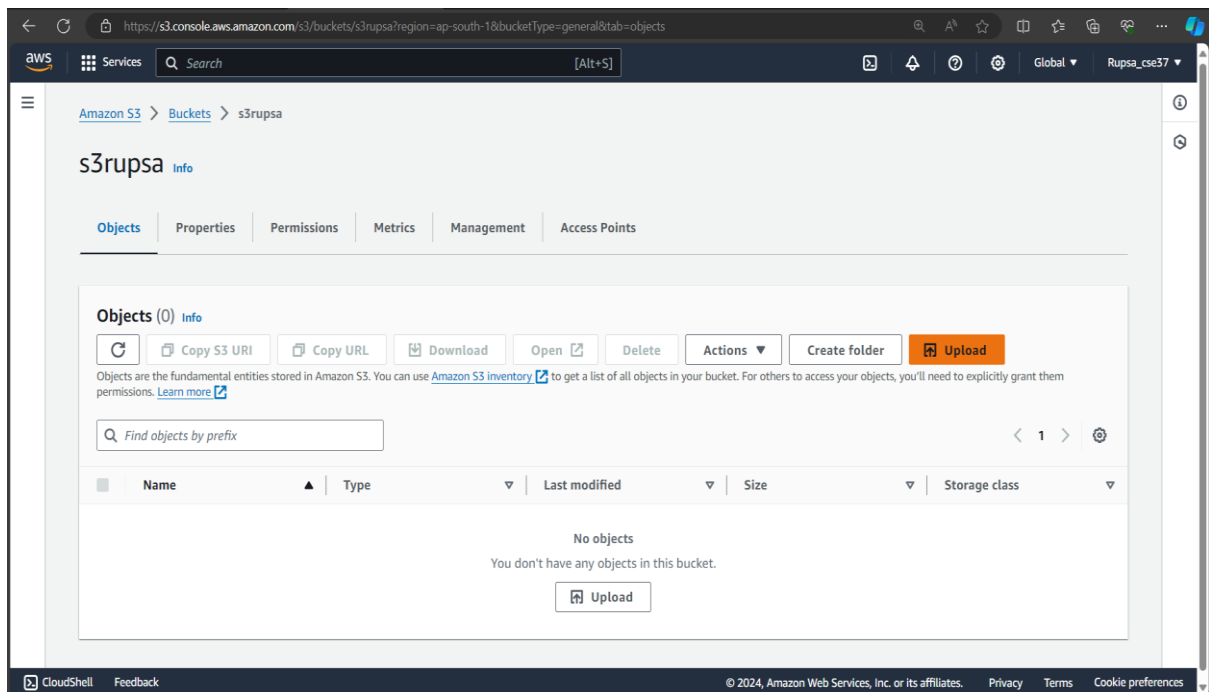 https://s3.console.aws.amazon.com/s3/buckets/s3rupsa?region=ap-south-1&bucketType=general&tab=objects
aws Services Search [Alt+S] Global Rupsa_cse37
Amazon S3 > Buckets > s3rupsa
s3rupsa Info
Objects Properties Permissions Metrics Management Access Points
Objects (0) Info
Copy S3 URI Copy URL Download Open Delete Actions Create folder Upload
Objects are the fundamental entities stored in Amazon S3. You can use Amazon S3 inventory to get a list of all objects in your bucket. For others to access your objects, you'll need to explicitly grant them
permissions. Learn more
Find objects by prefix 1
Name Type Last modified Size Storage class
No objects
You don't have any objects in this bucket.
Upload
CloudShell Feedback © 2024, Amazon Web Services, Inc. or its affiliates. Privacy Terms Cookie preferences